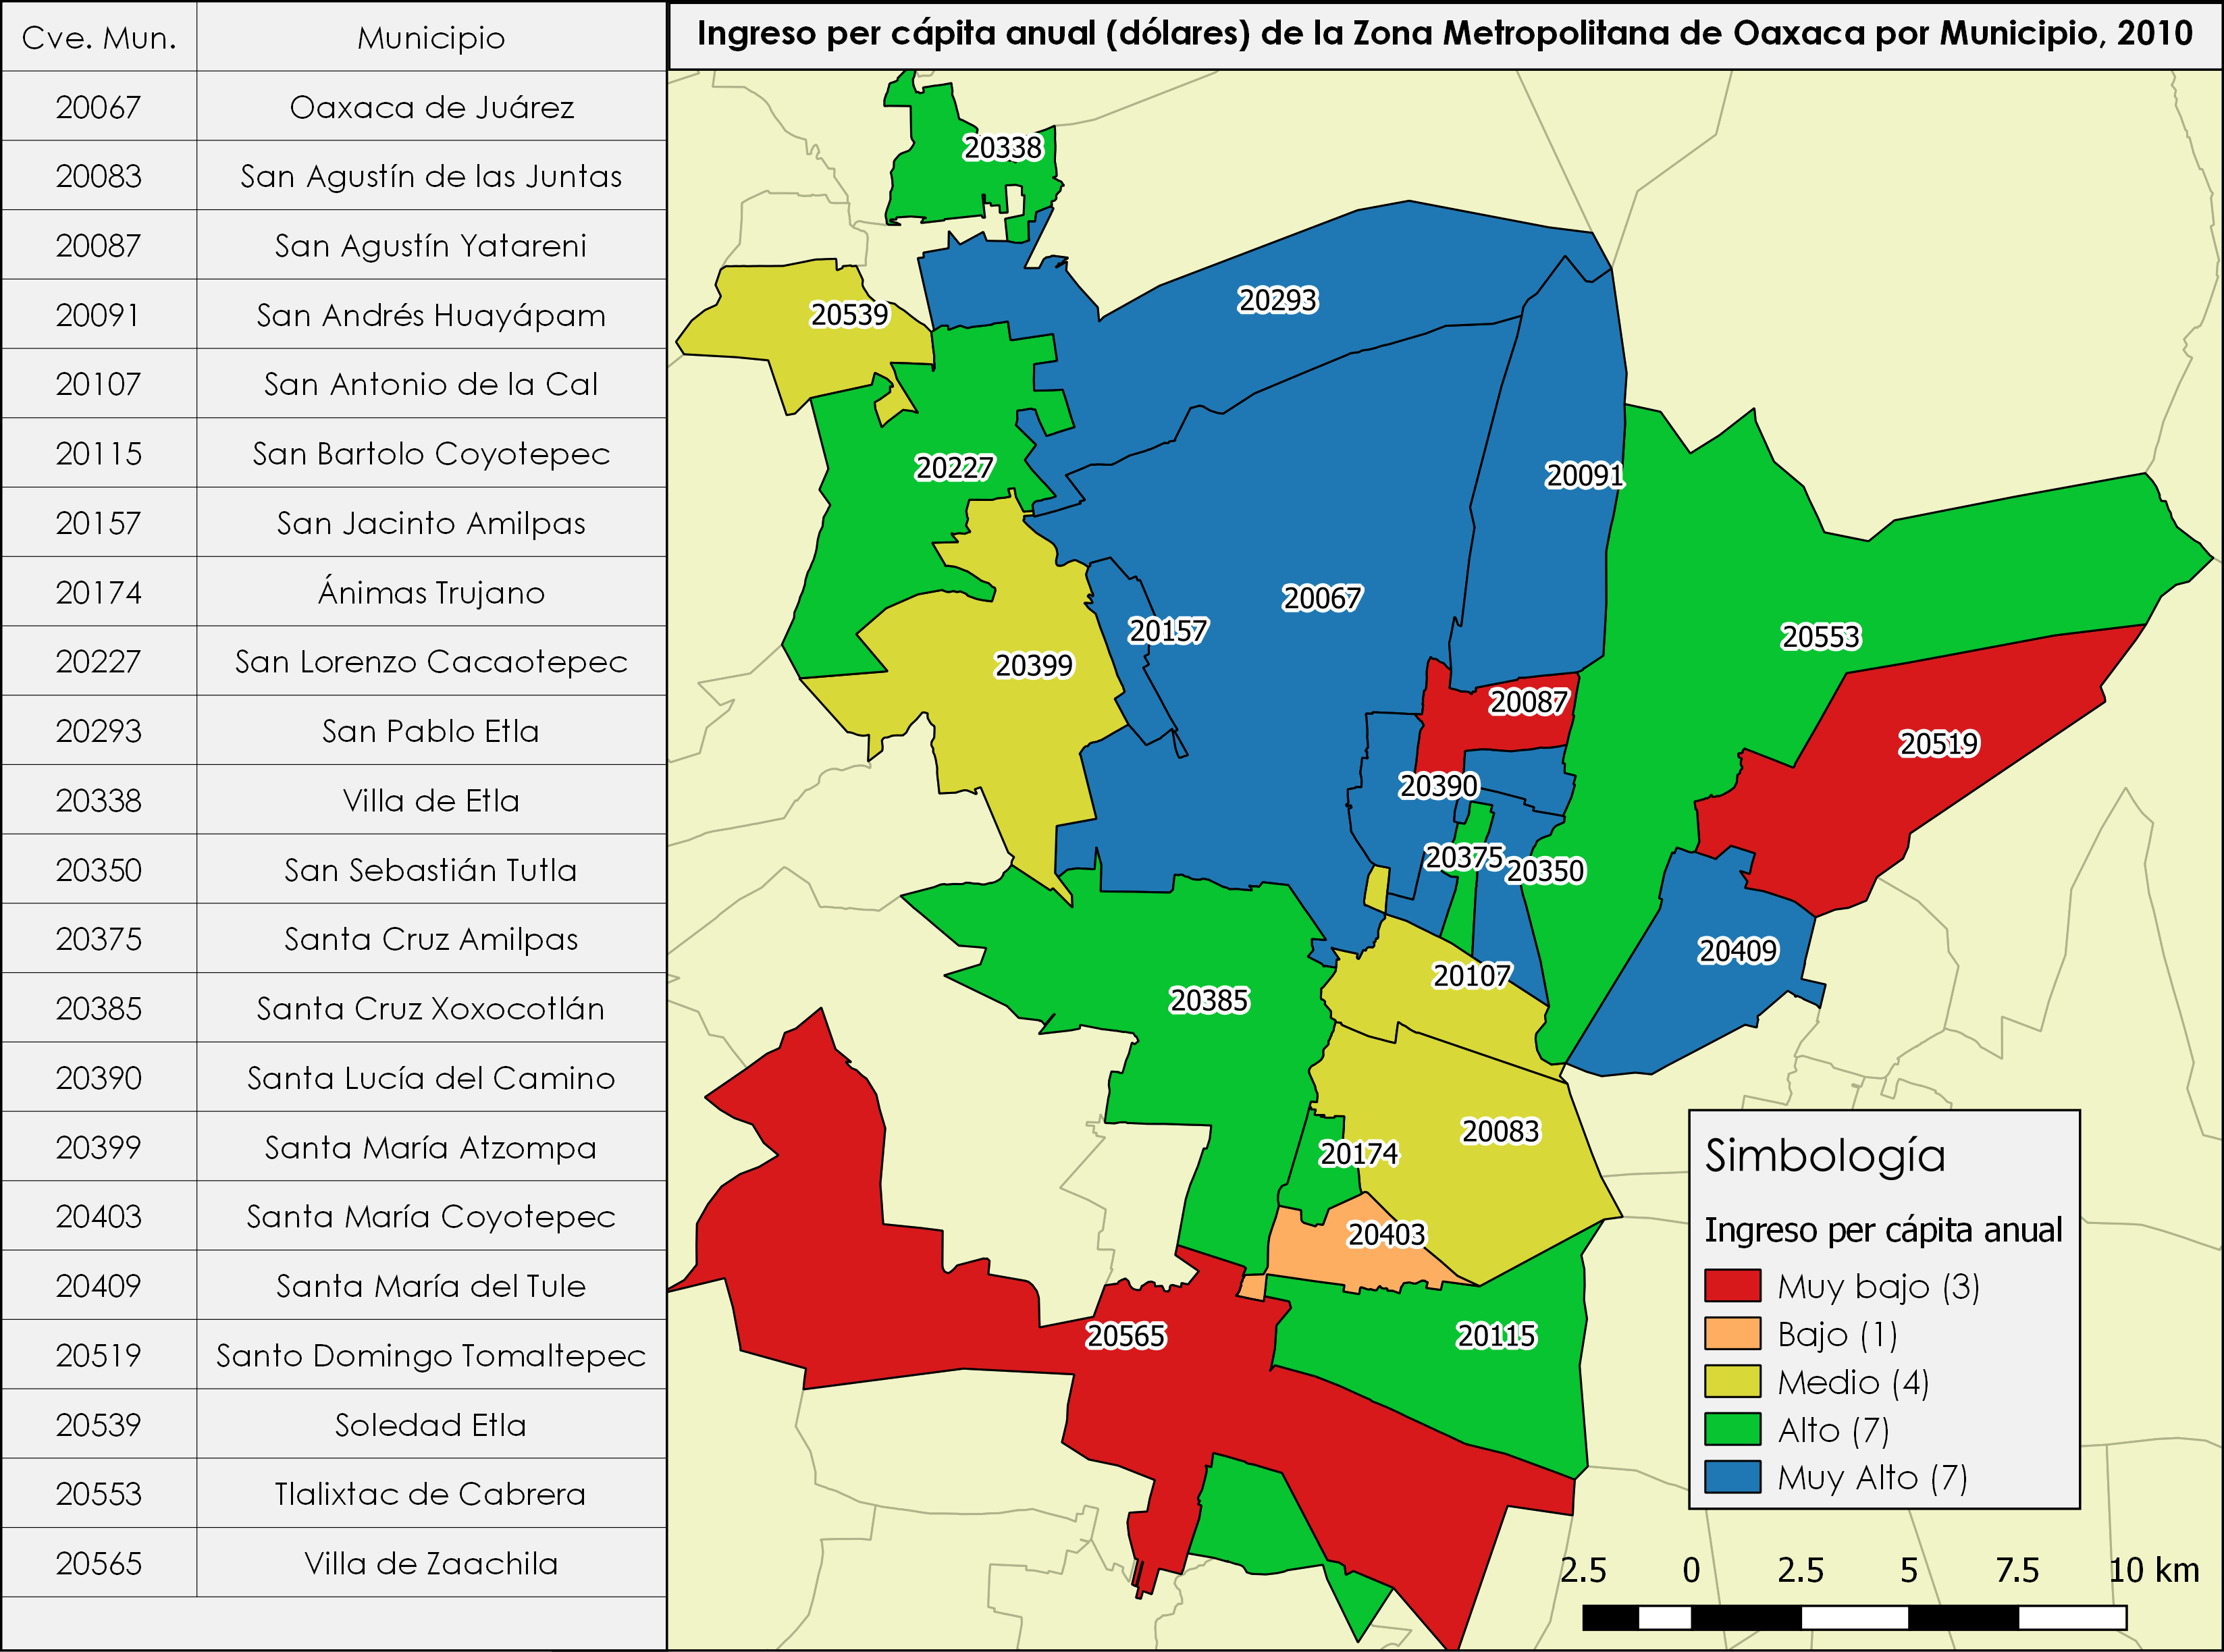 Cve. Mun. Municipio
20067 Oaxaca de Juárez
20083 San Agustín de las Juntas
20087 San Agustín Yatareni
20091 San Andrés Huayápam
20107 San Antonio de la Cal
20115 San Bartolo Coyotepec
20157 San Jacinto Amilpas
20174 Ánimas Trujano
20227 San Lorenzo Cacaotepec
20293 San Pablo Etla
20338 Villa de Etla
20350 San Sebastián Tutla
20375 Santa Cruz Amilpas
20385 Santa Cruz Xoxocotlán
20390 Santa Lucía del Camino
20399 Santa María Atzompa
20403 Santa María Coyotepec
20409 Santa María del Tule
20519 Santo Domingo Tomaltepec
20539 Soledad Etla
20553 Tlalixtac de Cabrera
20565 Villa de Zaachila
Ingreso per cápita anual (dólares) de la Zona Metropolitana de Oaxaca por Municipio, 2010
20338
20293
20539
20227
20091
20067
20157
20553
20399
20087
20519
20390
20375
20350
20409
20107
20385
20083
20174
20403
20565
20115
Simbología
Ingreso per cápita anual
Muy bajo (3)
Bajo (1)
Medio (4)
Alto (7)
Muy Alto (7)
2.5 0 2.5 5 7.5 10 km